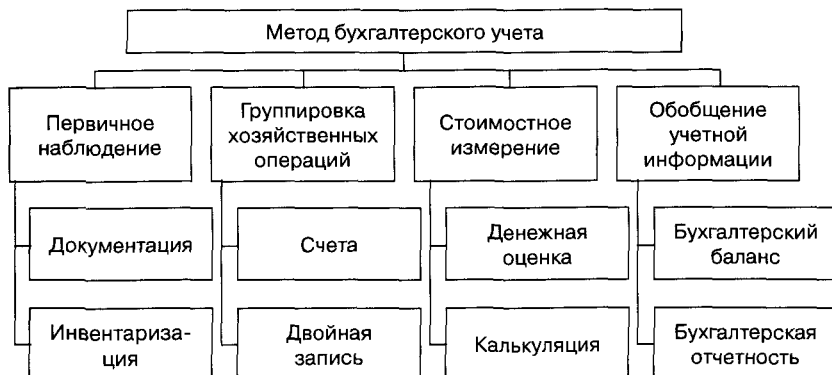 Метод бухгалтерского учета
Первичное
наблюдение
Группировка
хозяйственных
операций
Стоимостное
измерение
Обобщение
учетной
информации
Документация
Счета
Денежная
оценка
Бухгалтерский
баланс
Инвентариза-
ция
Двойная
запись
Калькуляция
Бухгалтерская
отчетность